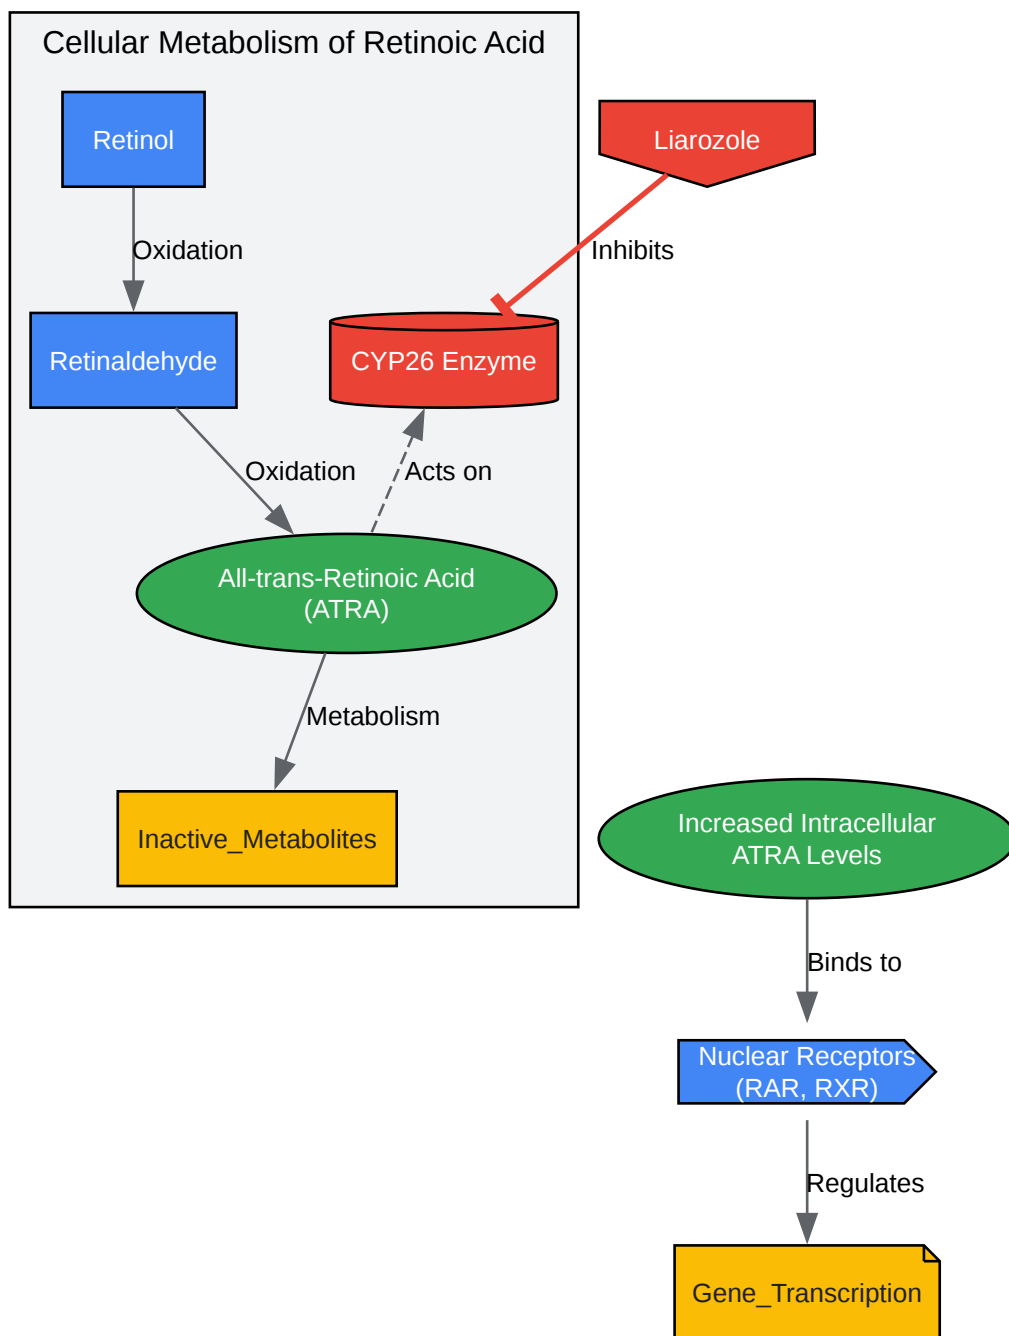 Cellular Metabolism of Retinoic Acid
Retinol
Liarozole
Oxidation
Inhibits
Retinaldehyde
CYP26 Enzyme
Oxidation
Acts on
All-trans-Retinoic Acid
(ATRA)
Metabolism
Inactive_Metabolites
Increased Intracellular
ATRA Levels
Binds to
Nuclear Receptors
(RAR, RXR)
Regulates
Gene_Transcription